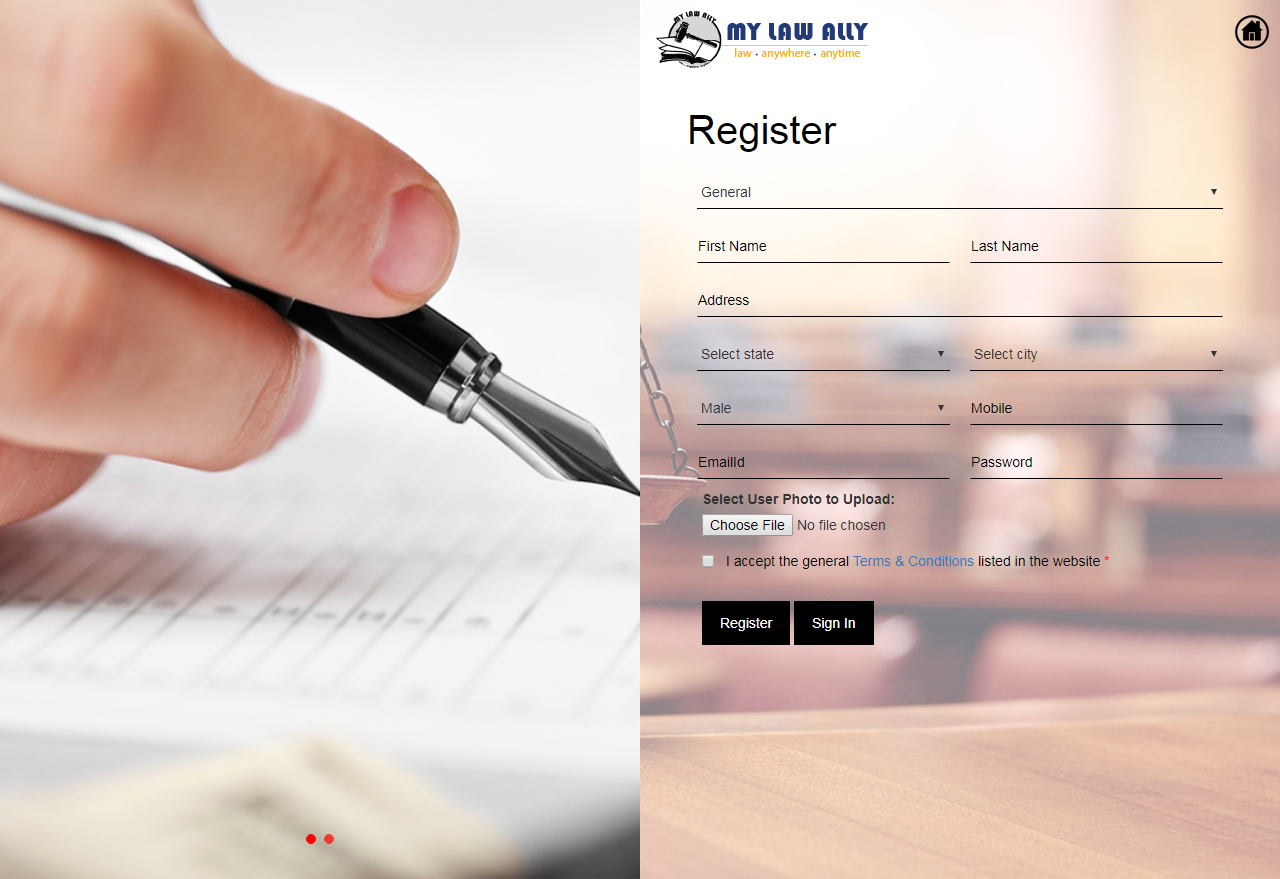 MY LAW ALLY
MY LAW ALLY
law • anywhere • anytime
Register
General
First Name
Last Name
Address
Select state
Select city
Male
Mobile
EmailId
Password
Select User Photo to Upload:
Choose File No file chosen
I accept the general Terms & Conditions listed in the website *
Register
Sign In